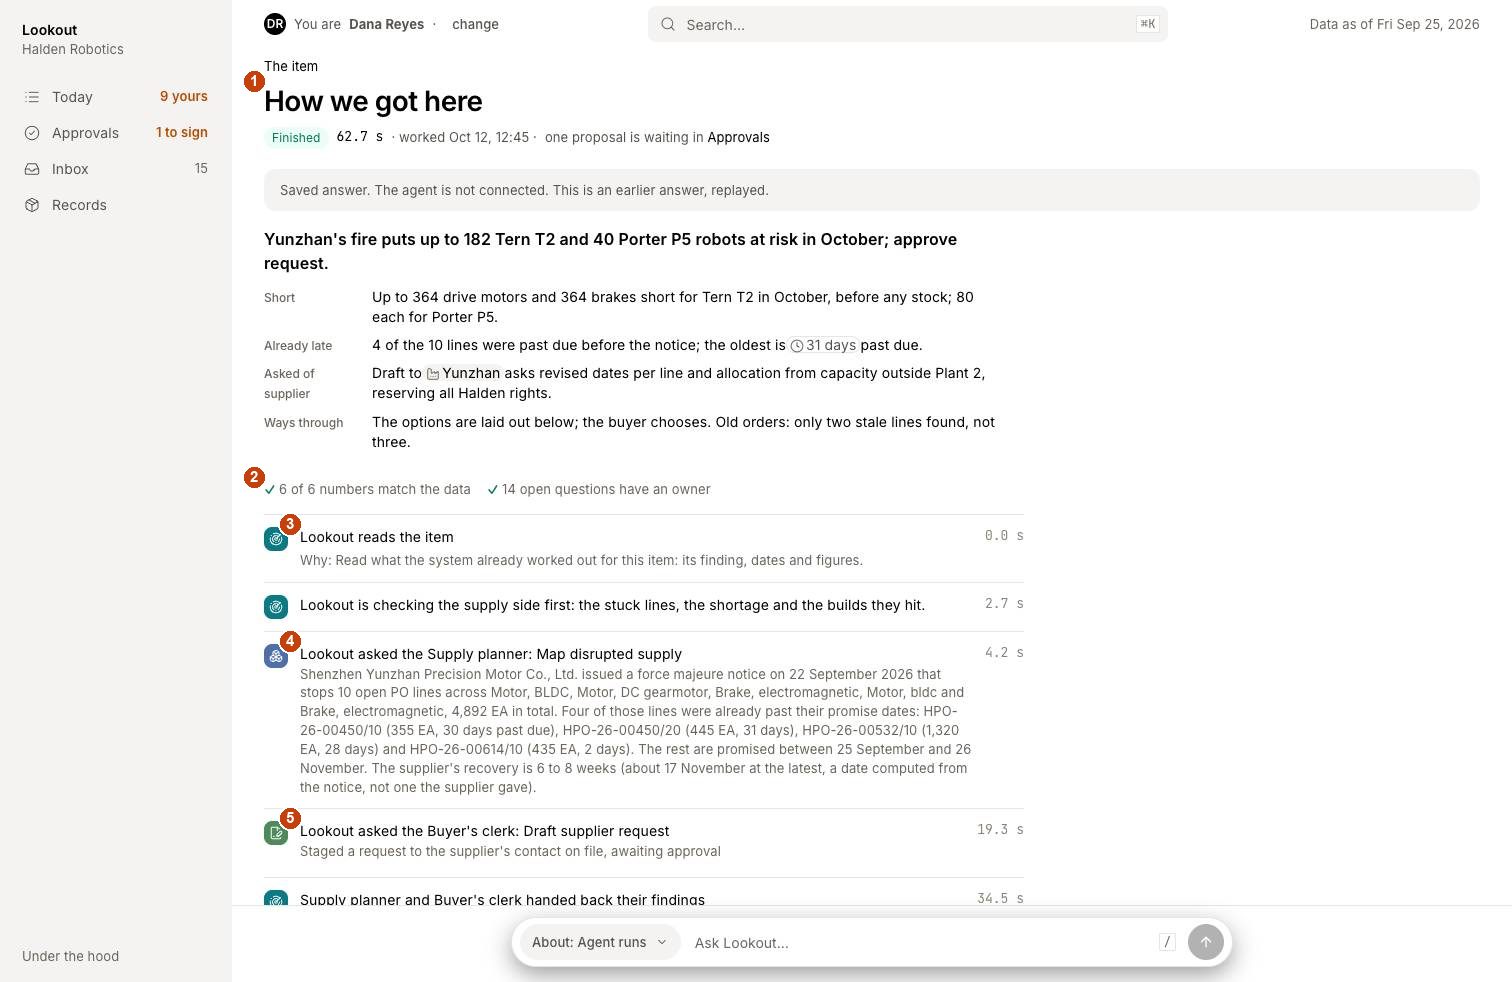 Lookout
Halden Robotics
Today 9 yours
Approvals 1 to sign
Inbox 15
Records
Under the hood
DR You are Dana Reyes · change
Search... ⌘K
Data as of Fri Sep 25, 2026
The item
1
How we got here
Finished 62.7 s · worked Oct 12, 12:45 · one proposal is waiting in Approvals
Saved answer. The agent is not connected. This is an earlier answer, replayed.
Yunzhan's fire puts up to 182 Tern T2 and 40 Porter P5 robots at risk in October; approve
request.
Short Up to 364 drive motors and 364 brakes short for Tern T2 in October, before any stock; 80
each for Porter P5.
Already late 4 of the 10 lines were past due before the notice; the oldest is 31 days past due.
Asked of supplier Draft to Yunzhan asks revised dates per line and allocation from capacity outside Plant 2,
reserving all Halden rights.
Ways through The options are laid out below; the buyer chooses. Old orders: only two stale lines found, not
three.
2
6 of 6 numbers match the data 14 open questions have an owner
3
Lookout reads the item 0.0 s
Why: Read what the system already worked out for this item: its finding, dates and figures.
Lookout is checking the supply side first: the stuck lines, the shortage and the builds they hit. 2.7 s
4
Lookout asked the Supply planner: Map disrupted supply 4.2 s
Shenzhen Yunzhan Precision Motor Co., Ltd. issued a force majeure notice on 22 September 2026 that
stops 10 open PO lines across Motor, BLDC, Motor, DC gearmotor, Brake, electromagnetic, Motor, bldc and
Brake, electromagnetic, 4,892 EA in total. Four of those lines were already past their promise dates: HPO-
26-00450/10 (355 EA, 30 days past due), HPO-26-00450/20 (445 EA, 31 days), HPO-26-00532/10 (1,320
EA, 28 days) and HPO-26-00614/10 (435 EA, 2 days). The rest are promised between 25 September and 26
November. The supplier's recovery is 6 to 8 weeks (about 17 November at the latest, a date computed from
the notice, not one the supplier gave).
5
Lookout asked the Buyer's clerk: Draft supplier request 19.3 s
Staged a request to the supplier's contact on file, awaiting approval
Supply planner and Buyer's clerk handed back their findings 34.5 s
About: Agent runs Ask Lookout... /